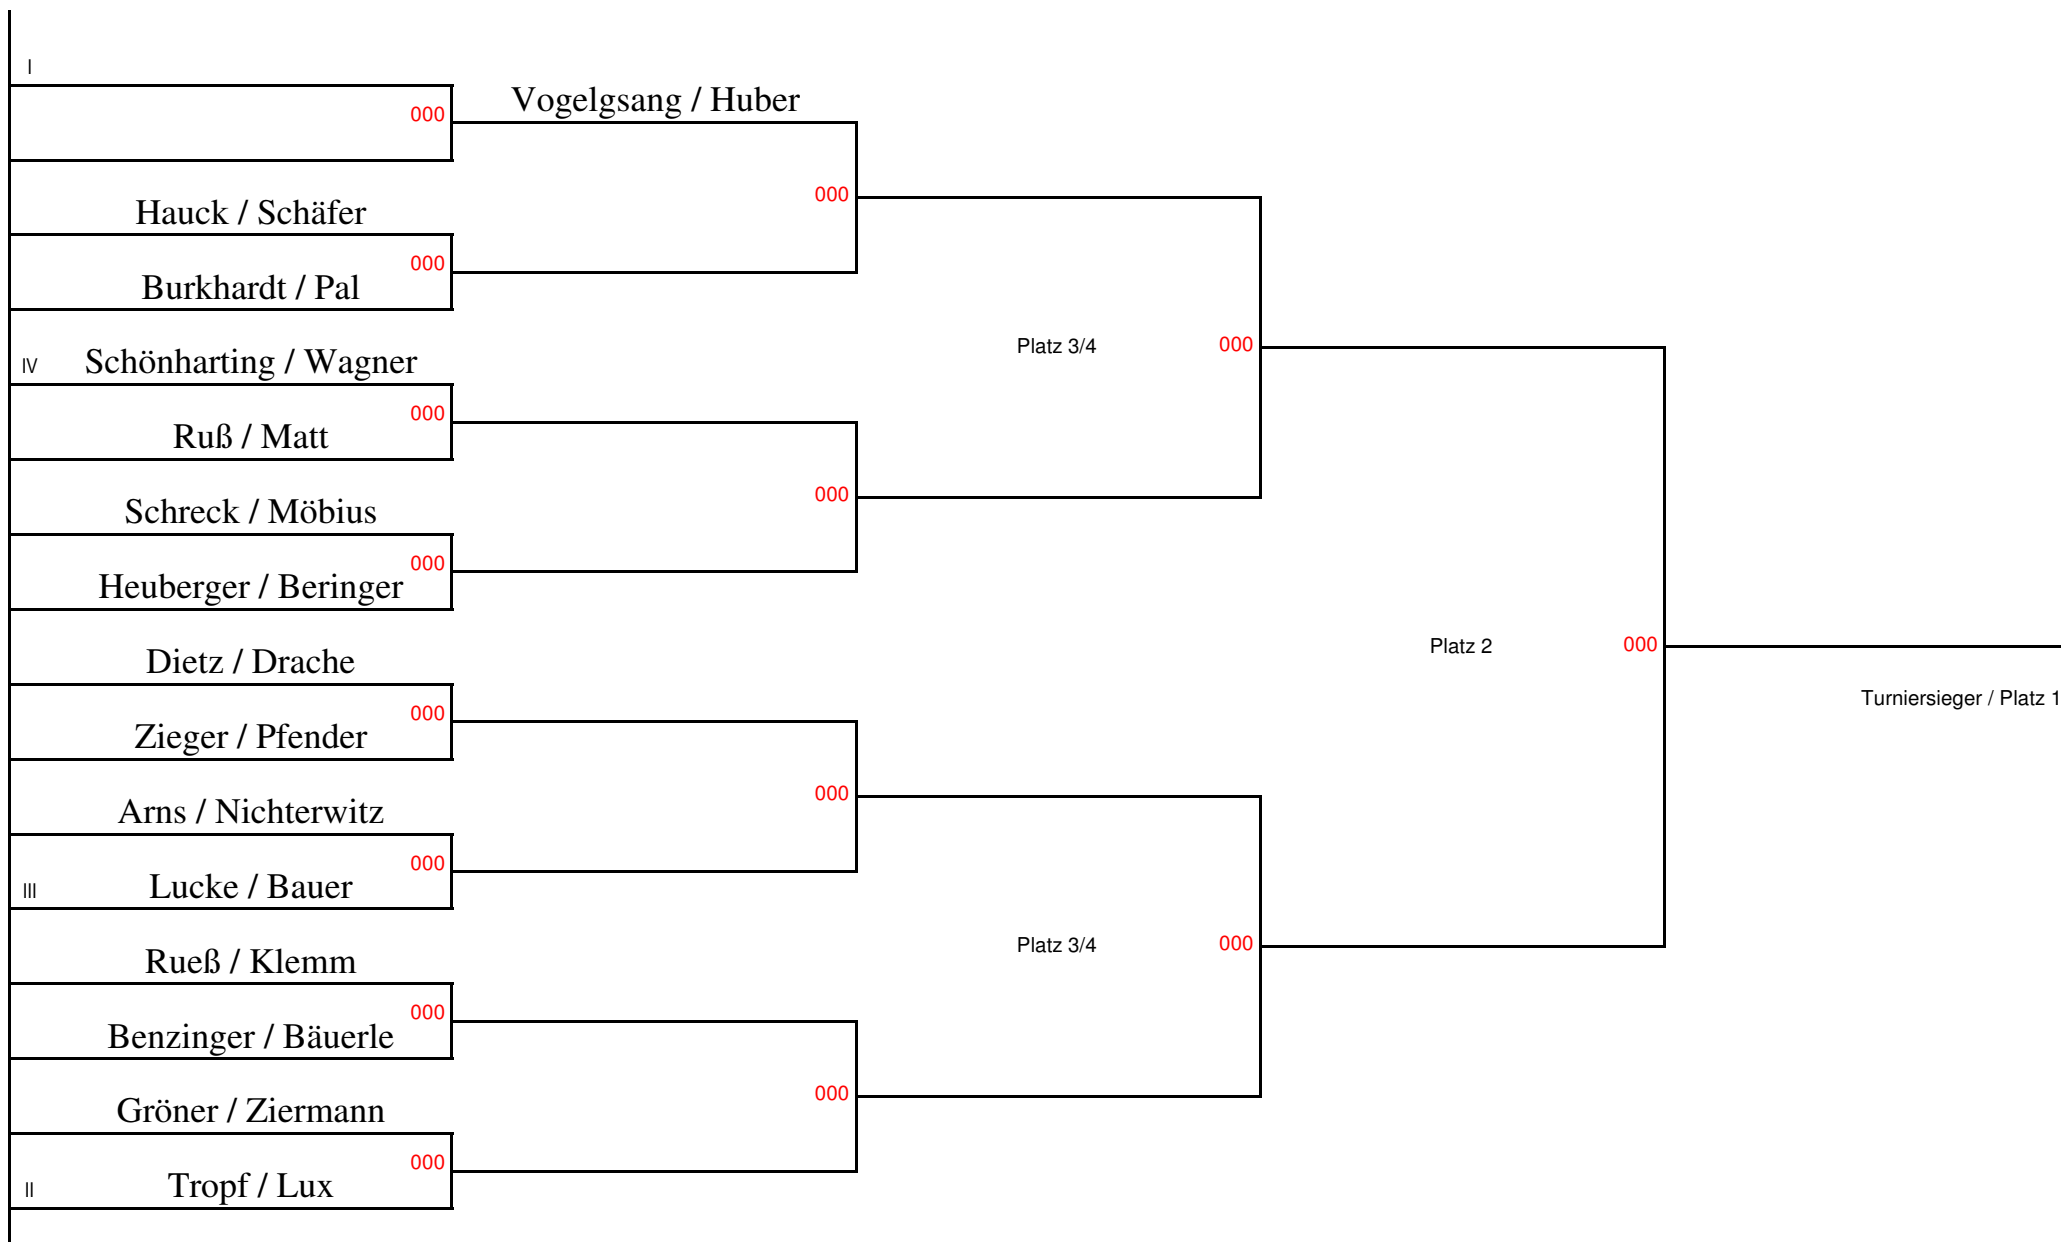 I
000
Vogelgsang / Huber
000
Hauck / Schäfer
000
Burkhardt / Pal
Platz 3/4
000
IV Schönharting / Wagner
000
Ruß / Matt
000
Schreck / Möbius
000
Heuberger / Beringer
Platz 2
000
Dietz / Drache
Turniersieger / Platz 1
000
Zieger / Pfender
000
Arns / Nichterwitz
000
III Lucke / Bauer
Platz 3/4
000
Rueß / Klemm
000
Benzinger / Bäuerle
000
Gröner / Ziermann
000
II Tropf / Lux